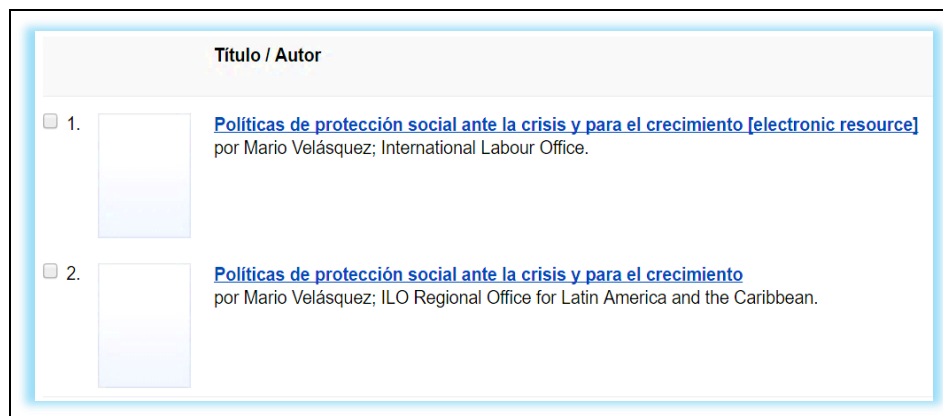 Título / Autor
1.
Políticas de protección social ante la crisis y para el crecimiento [electronic resource]
por Mario Velásquez; International Labour Office.
2.
Políticas de protección social ante la crisis y para el crecimiento
por Mario Velásquez; ILO Regional Office for Latin America and the Caribbean.